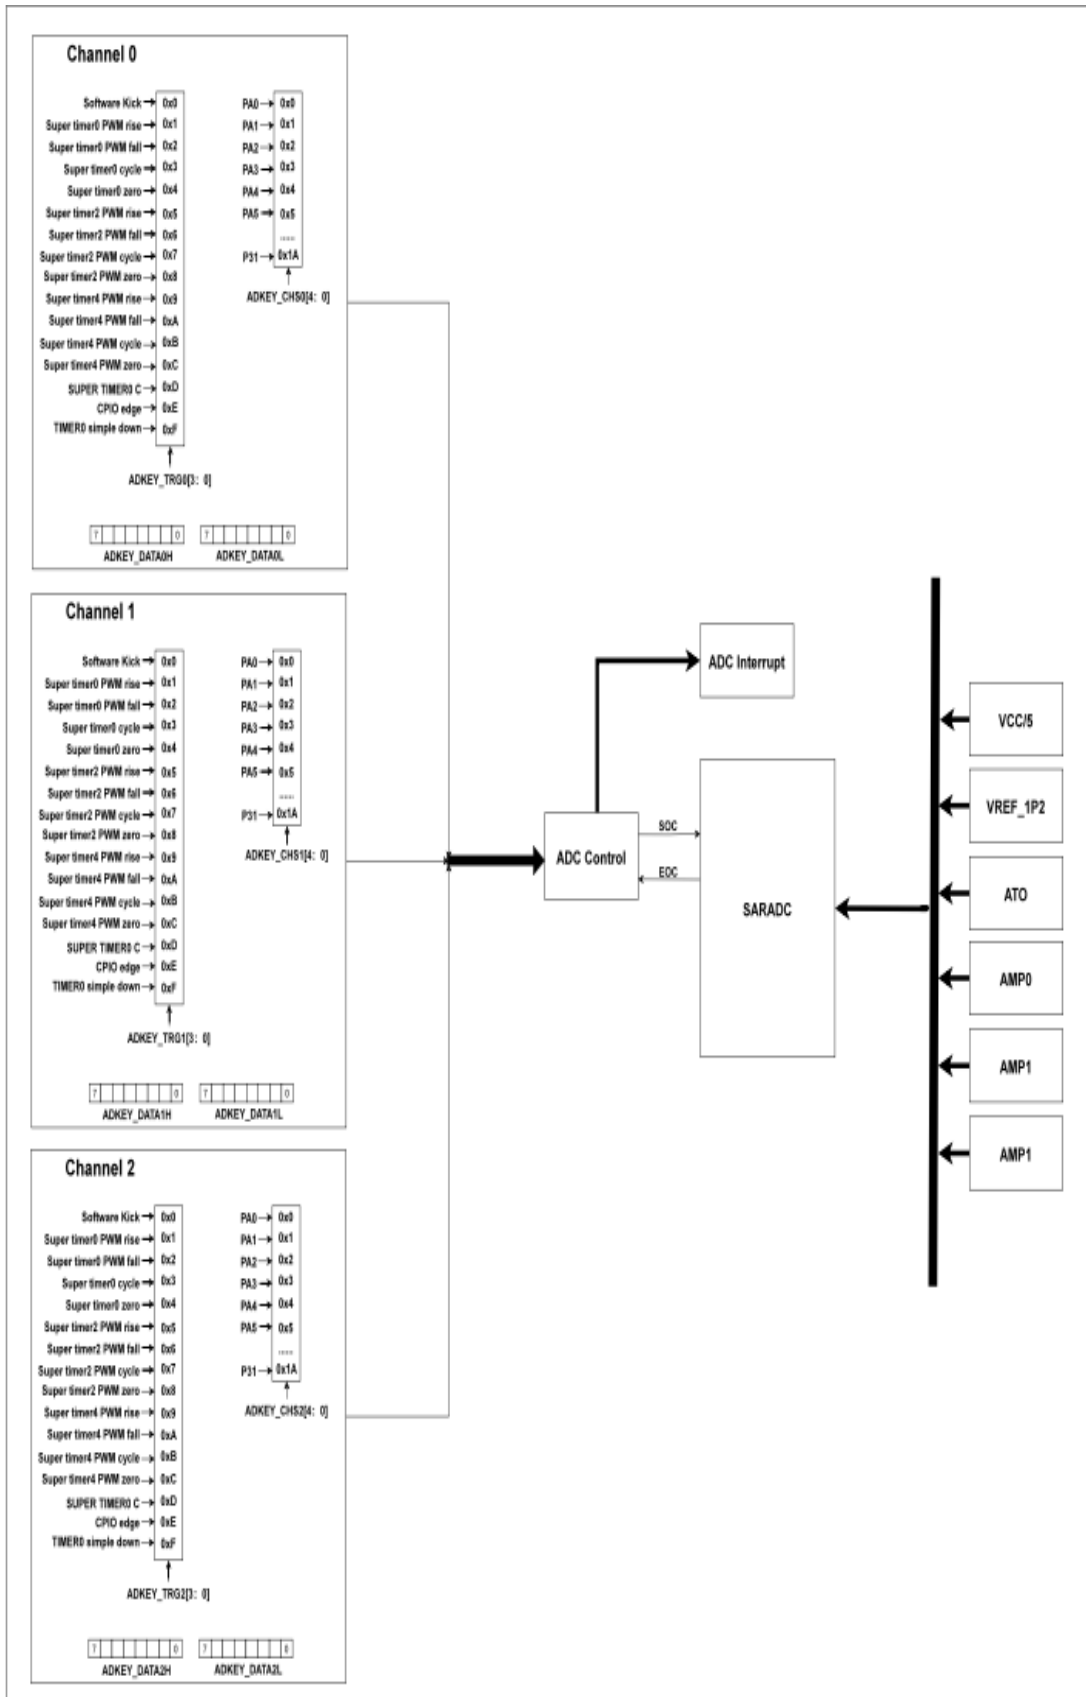 Channel 0
Software Kick 0x0
Super timer0 PWM rise 0x1
Super timer0 PWM fall 0x2
Super timer0 cycle 0x3
Super timer0 zero 0x4
Super timer2 PWM rise 0x5
Super timer2 PWM fall 0x6
Super timer2 PWM cycle 0x7
Super timer2 PWM zero 0x8
Super timer4 PWM rise 0x9
Super timer4 PWM fall 0xA
Super timer4 PWM cycle 0xB
Super timer4 PWM zero 0xC
SUPER TIMER0 C 0xD
CPIO edge 0xE
TIMER0 simple down 0xF
ADKEY_TRG0[3: 0]
PA0 0x0
PA1 0x1
PA2 0x2
PA3 0x3
PA4 0x4
PA5 0x5
......
P31 0x1A
ADKEY_CHS0[4: 0]
7 0 7 0
ADKEY_DATA0H ADKEY_DATA0L
Channel 1
Software Kick 0x0
Super timer0 PWM rise 0x1
Super timer0 PWM fall 0x2
Super timer0 cycle 0x3
Super timer0 zero 0x4
Super timer2 PWM rise 0x5
Super timer2 PWM fall 0x6
Super timer2 PWM cycle 0x7
Super timer2 PWM zero 0x8
Super timer4 PWM rise 0x9
Super timer4 PWM fall 0xA
Super timer4 PWM cycle 0xB
Super timer4 PWM zero 0xC
SUPER TIMER0 C 0xD
CPIO edge 0xE
TIMER0 simple down 0xF
ADKEY_TRG1[3: 0]
PA0 0x0
PA1 0x1
PA2 0x2
PA3 0x3
PA4 0x4
PA5 0x5
......
P31 0x1A
ADKEY_CHS1[4: 0]
7 0 7 0
ADKEY_DATA1H ADKEY_DATA1L
Channel 2
Software Kick 0x0
Super timer0 PWM rise 0x1
Super timer0 PWM fall 0x2
Super timer0 cycle 0x3
Super timer0 zero 0x4
Super timer2 PWM rise 0x5
Super timer2 PWM fall 0x6
Super timer2 PWM cycle 0x7
Super timer2 PWM zero 0x8
Super timer4 PWM rise 0x9
Super timer4 PWM fall 0xA
Super timer4 PWM cycle 0xB
Super timer4 PWM zero 0xC
SUPER TIMER0 C 0xD
CPIO edge 0xE
TIMER0 simple down 0xF
ADKEY_TRG2[3: 0]
PA0 0x0
PA1 0x1
PA2 0x2
PA3 0x3
PA4 0x4
PA5 0x5
......
P31 0x1A
ADKEY_CHS2[4: 0]
7 0 7 0
ADKEY_DATA2H ADKEY_DATA2L
ADC Interrupt
ADC Control
SOC
EOC
SARADC
VCC/5
VREF_1P2
ATO
AMP0
AMP1
AMP1